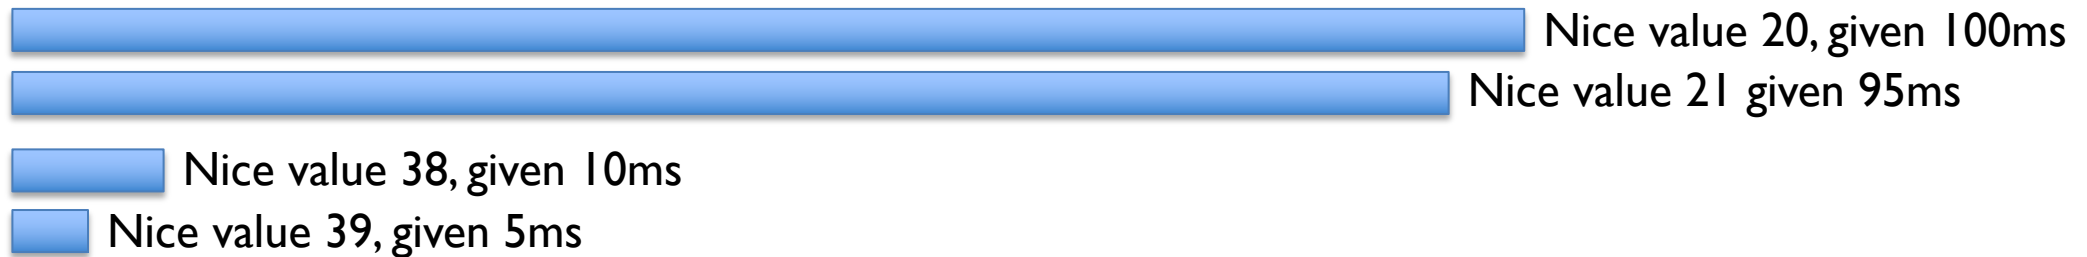 Nice value 20, given 100ms
Nice value 21 given 95ms
Nice value 38, given 10ms
Nice value 39, given 5ms